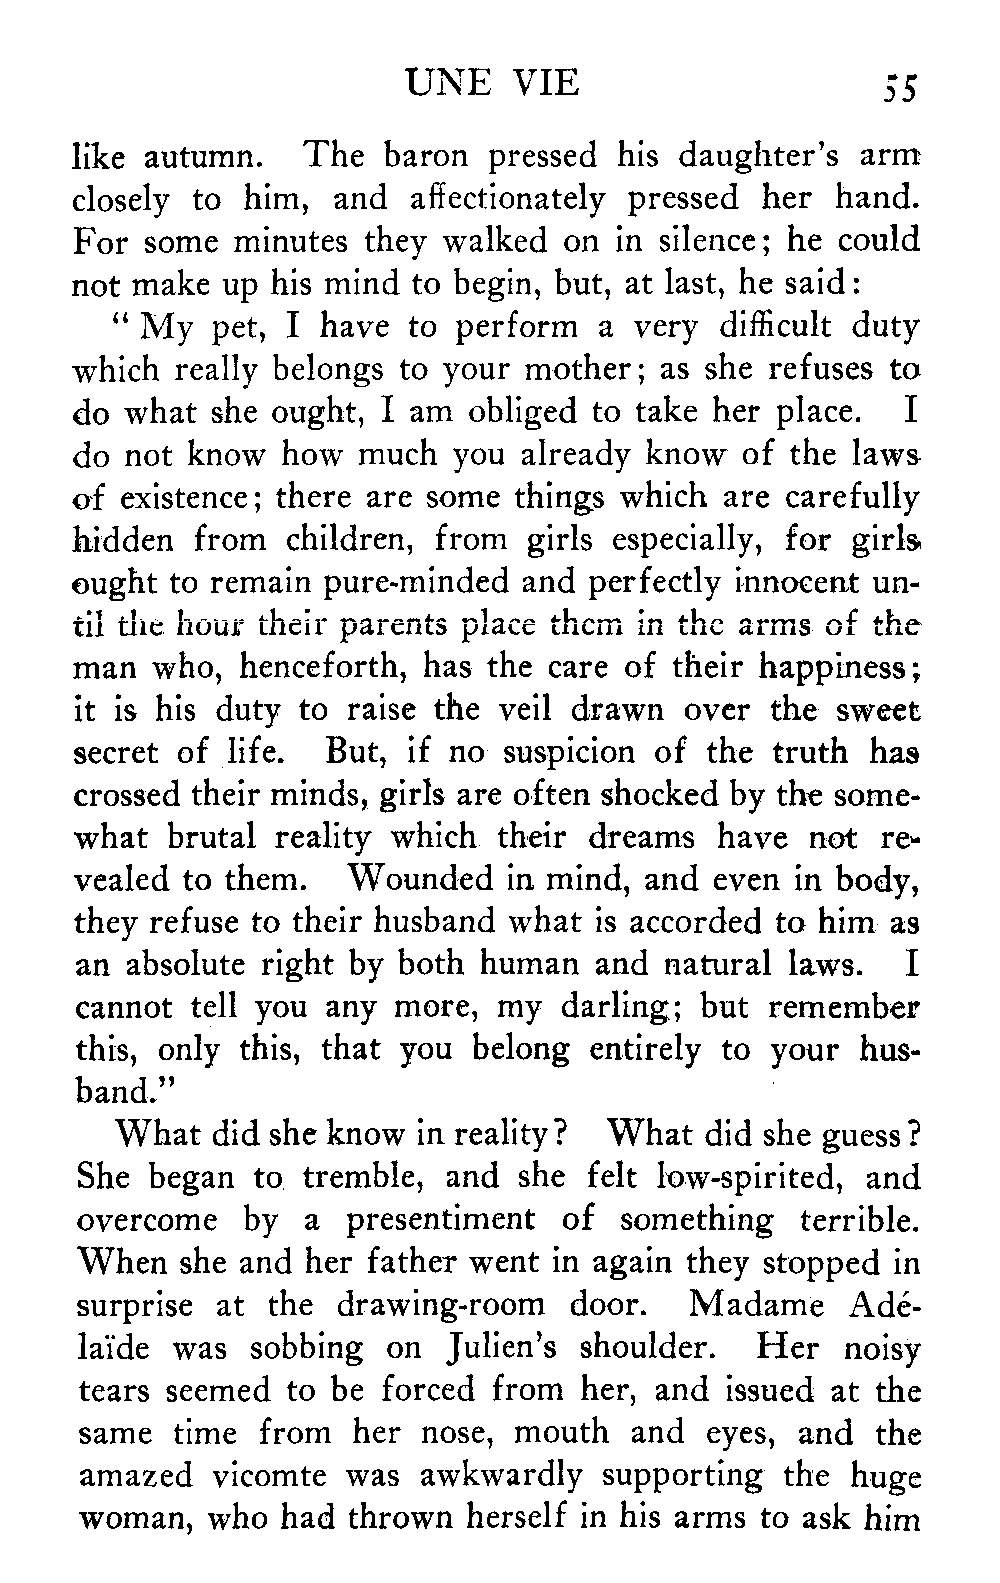 UNE VIE 55
like autumn. The baron pressed his daughter's arm
closely to him, and affectionately pressed her hand.
For some minutes they walked on in silence; he could
not make up his mind to begin, but, at last, he said:
“ My pet, I have to perform a very difficult duty
which really belongs to your mother; as she refuses to
do what she ought, I am obliged to take her place. I
do not know how much you already know of the laws
of existence; there are some things which are carefully
hidden from children, from girls especially, for girls
ought to remain pure-minded and perfectly innocent un-
til the hour their parents place them in the arms of the
man who, henceforth, has the care of their happiness;
it is his duty to raise the veil drawn over the sweet
secret of life. But, if no suspicion of the truth has
crossed their minds, girls are often shocked by the some-
what brutal reality which their dreams have not re-
vealed to them. Wounded in mind, and even in body,
they refuse to their husband what is accorded to him as
an absolute right by both human and natural laws. I
cannot tell you any more, my darling; but remember
this, only this, that you belong entirely to your hus-
band.”
What did she know in reality? What did she guess?
She began to tremble, and she felt low-spirited, and
overcome by a presentiment of something terrible.
When she and her father went in again they stopped in
surprise at the drawing-room door. Madame Adé-
laïde was sobbing on Julien's shoulder. Her noisy
tears seemed to be forced from her, and issued at the
same time from her nose, mouth and eyes, and the
amazed vicomte was awkwardly supporting the huge
woman, who had thrown herself in his arms to ask him